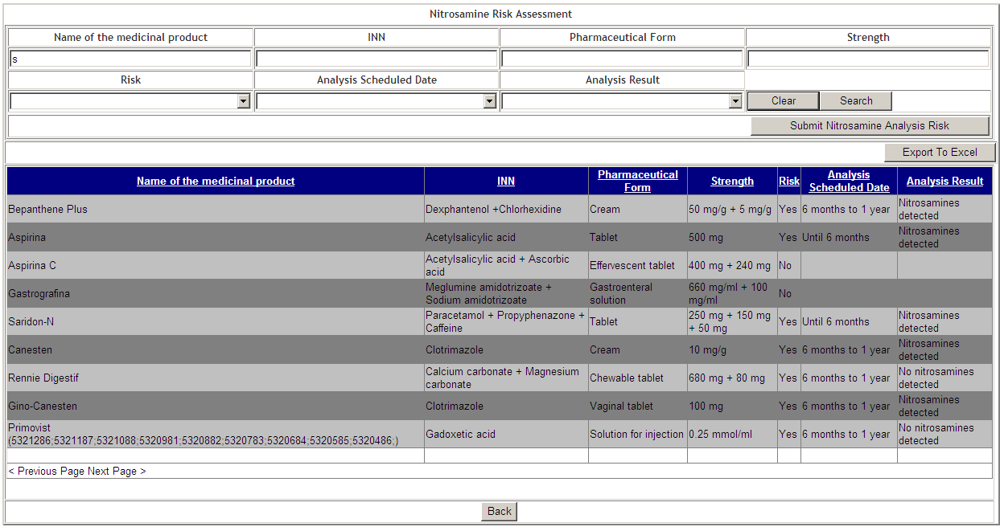 Nitrosamine Risk Assessment
Name of the medicinal product INN Pharmaceutical Form Strength
s
Risk Analysis Scheduled Date Analysis Result
Clear Search
Submit Nitrosamine Analysis Risk
Export To Excel
Name of the medicinal product INN Pharmaceutical Form Strength Risk Analysis Scheduled Date Analysis Result
Bepanthene Plus Dexphantenol +Chlorhexidine Cream 50 mg/g + 5 mg/g Yes 6 months to 1 year Nitrosamines detected
Aspirina Acetylsalicylic acid Tablet 500 mg Yes Until 6 months Nitrosamines detected
Aspirina C Acetylsalicylic acid + Ascorbic acid Effervescent tablet 400 mg + 240 mg No
Gastrografina Meglumine amidotrizoate + Sodium amidotrizoate Gastroenteral solution 660 mg/ml + 100 mg/ml No
Saridon-N Paracetamol + Propyphenazone + Caffeine Tablet 250 mg + 150 mg + 50 mg Yes Until 6 months Nitrosamines detected
Canesten Clotrimazole Cream 10 mg/g Yes 6 months to 1 year Nitrosamines detected
Rennie Digestif Calcium carbonate + Magnesium carbonate Chewable tablet 680 mg + 80 mg Yes 6 months to 1 year No nitrosamines detected
Gino-Canesten Clotrimazole Vaginal tablet 100 mg Yes 6 months to 1 year Nitrosamines detected
Primovist (5321286;5321187;5321088;5320981;5320882;5320783;5320684;5320585;5320486;) Gadoxetic acid Solution for injection 0.25 mmol/ml Yes 6 months to 1 year No nitrosamines detected
< Previous Page Next Page >
Back